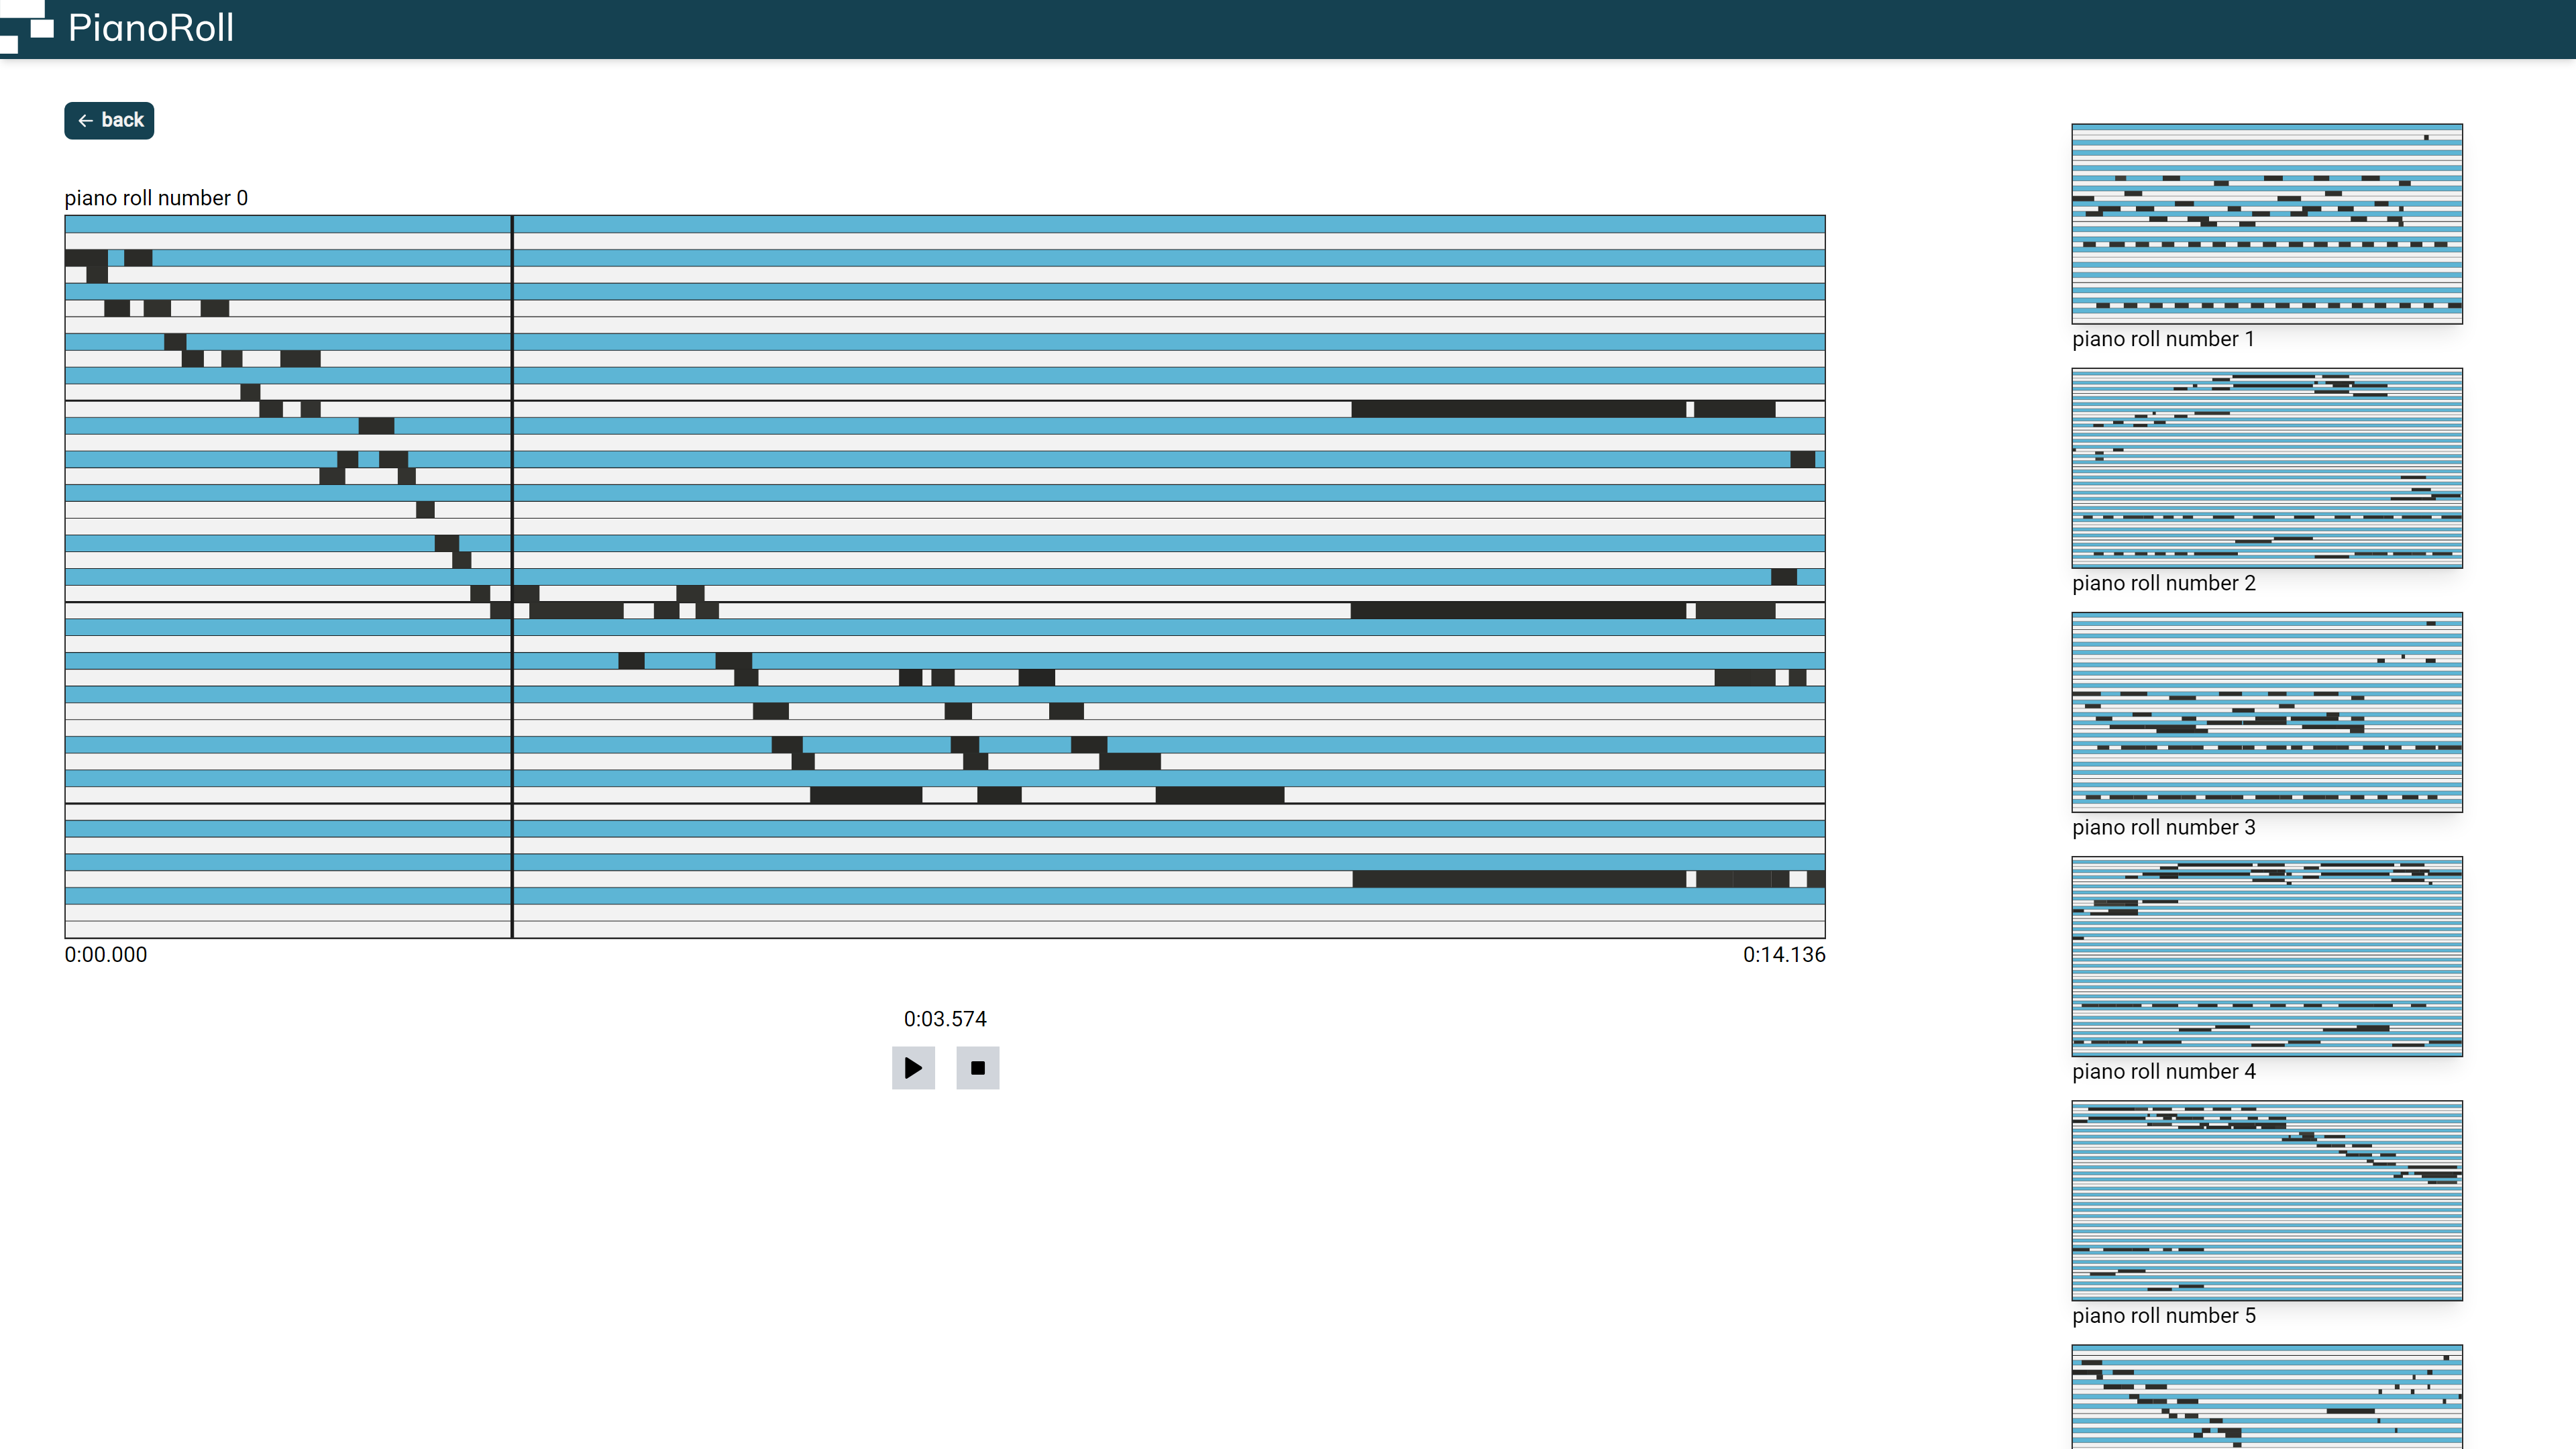 PianoRoll
← back
piano roll number 0
0:00.000
0:14.136
0:03.574
piano roll number 1
piano roll number 2
piano roll number 3
piano roll number 4
piano roll number 5